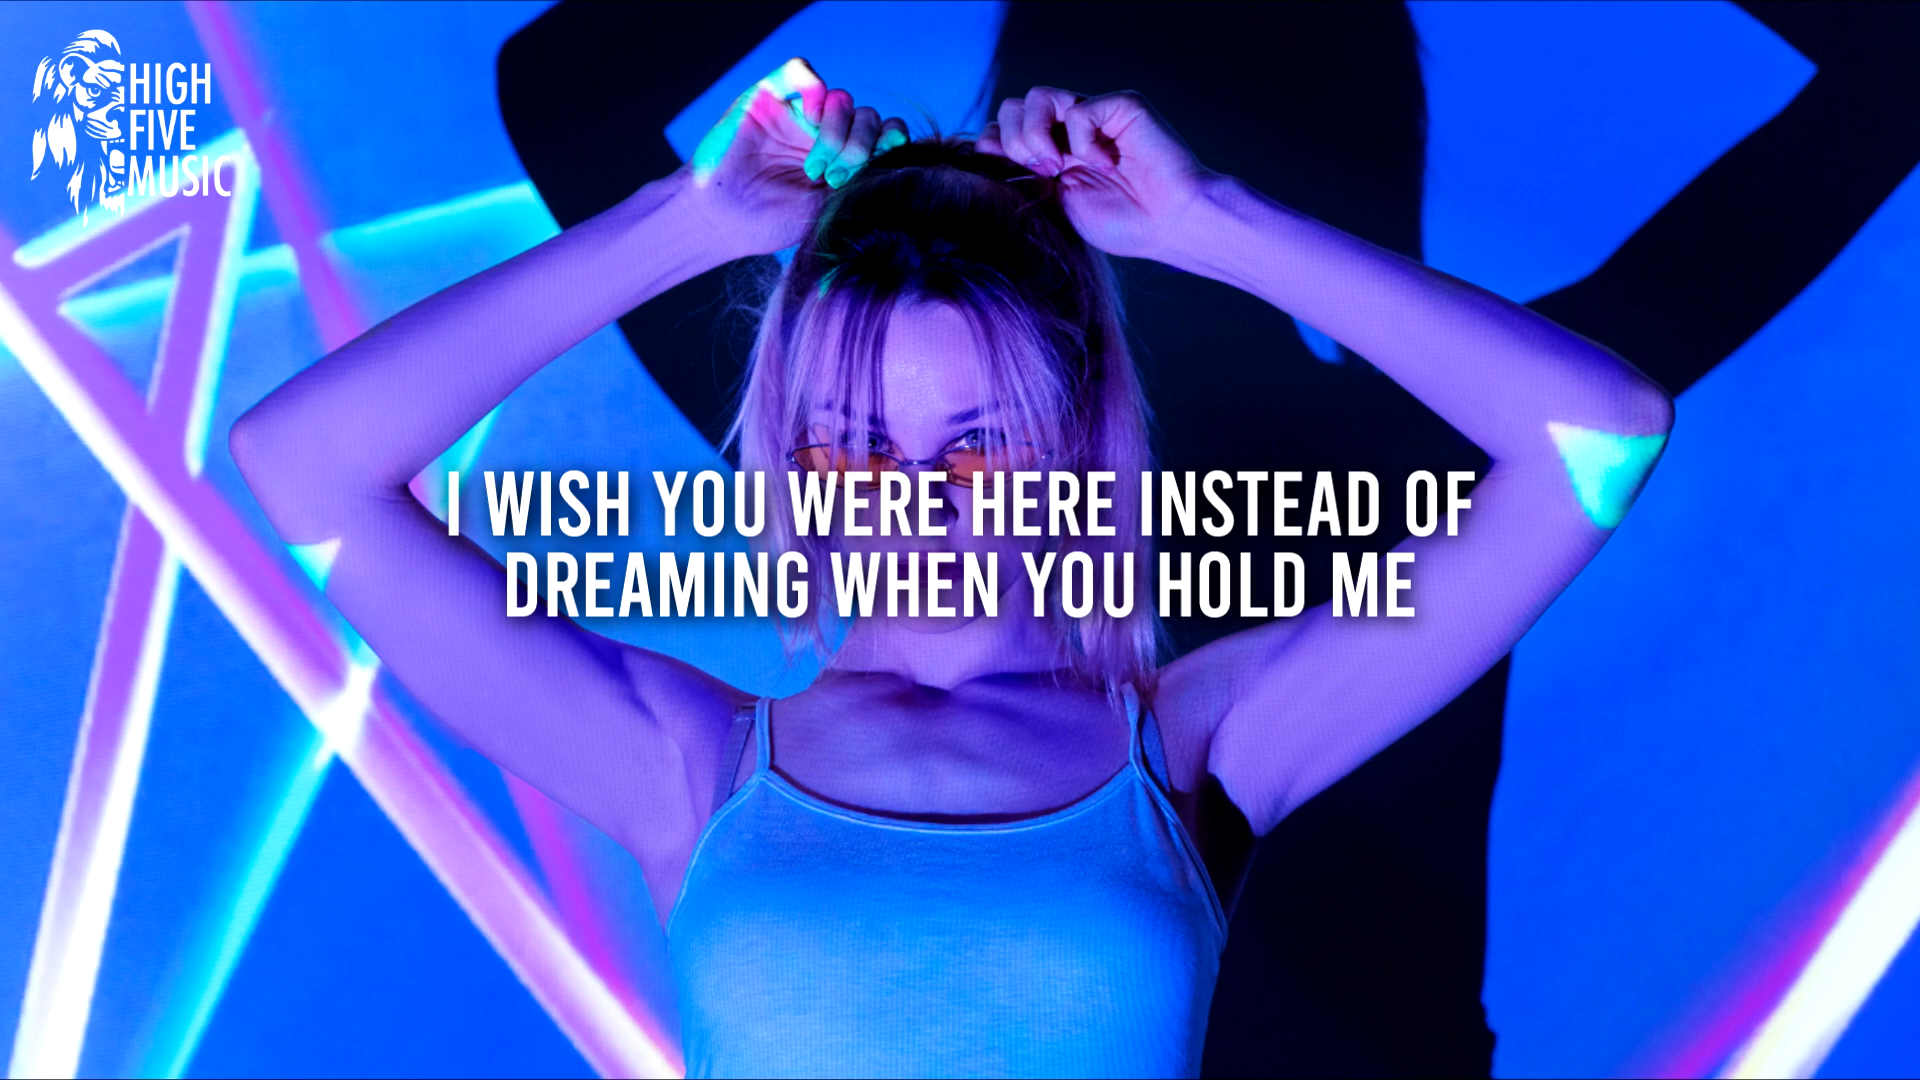 HIGH
FIVE
MUSIC
I WISH YOU WERE HERE INSTEAD OF
DREAMING WHEN YOU HOLD ME